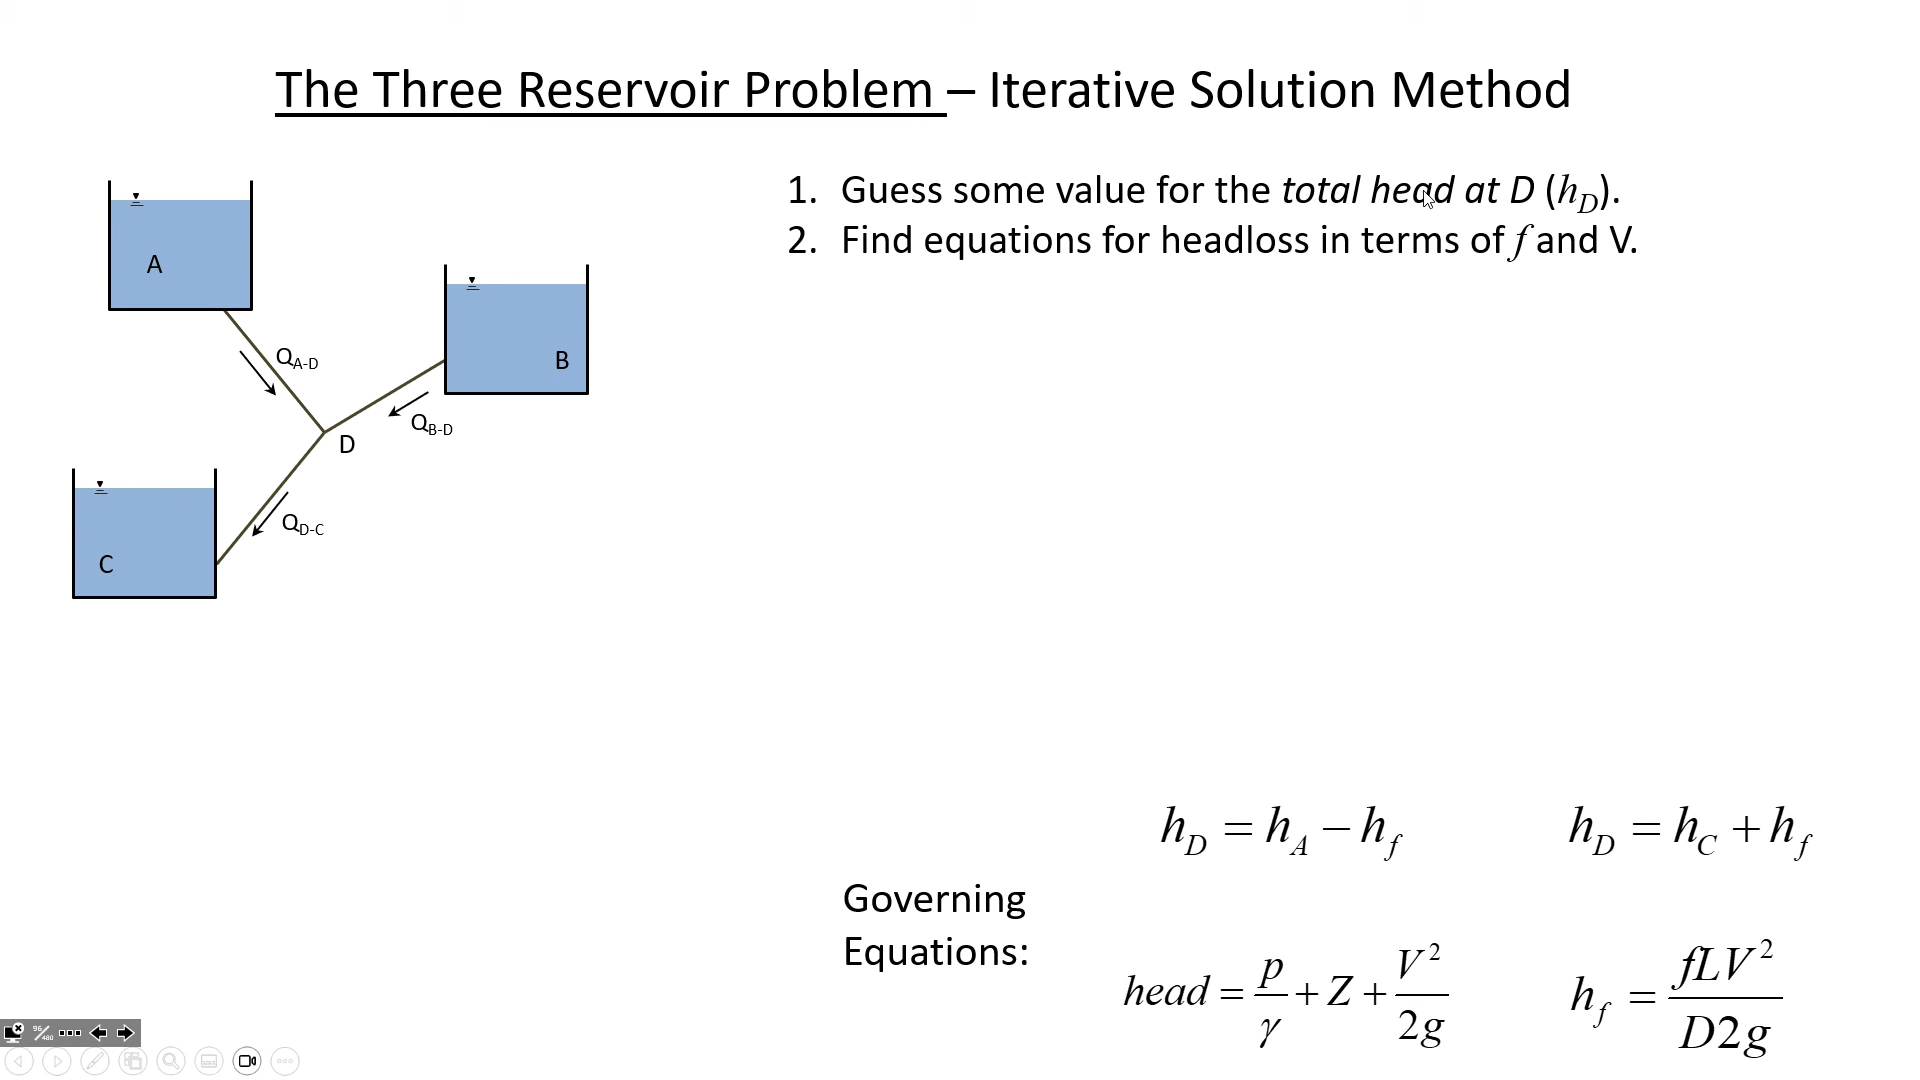 The Three Reservoir Problem – Iterative Solution Method
1. Guess some value for the total head at D (h_D).
2. Find equations for headloss in terms of f and V.
A
B
Q_A-D
Q_B-D
D
Q_D-C
C
h_D = h_A − h_f
h_D = h_C + h_f
Governing
Equations:
head = p/γ + Z + V²/2g
h_f = fLV²/D2g
96/480